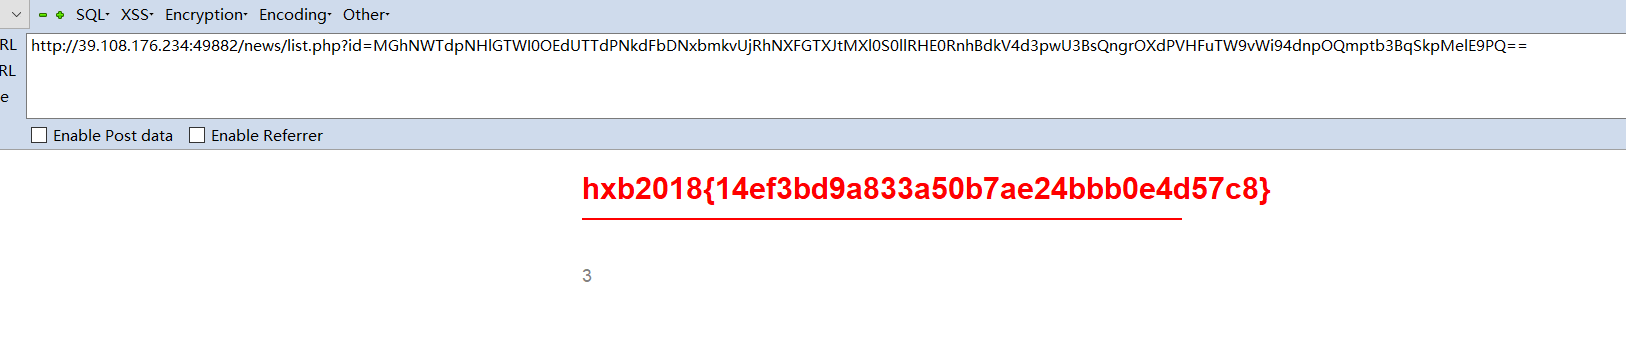 SQL▾ XSS▾ Encryption▾ Encoding▾ Other▾
RL http://39.108.176.234:49882/news/list.php?id=MGhNWTdpNHlGTWI0OEdUTTdPNkdFbDNxbmkvUjRhNXFGTXJtMXl0S0llRHE0RnhBdkV4d3pwU3BsQngrOXdPVHFuTW9vWi94dnpOQmptb3BqSkpMelE9PQ==
RL
e
Enable Post data Enable Referrer
hxb2018{14ef3bd9a833a50b7ae24bbb0e4d57c8}
3